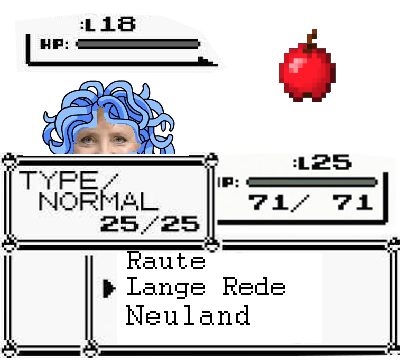 :L18
HP:
:L25
HP:
71/ 71
TYPE/
NORMAL
25/25
Raute
Lange Rede
Neuland